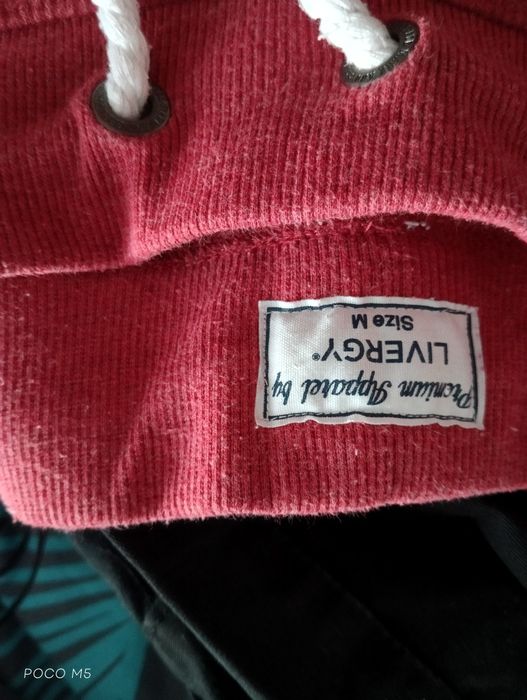 Premium Apparel by
LIVERGY®
Size M
POCO M5